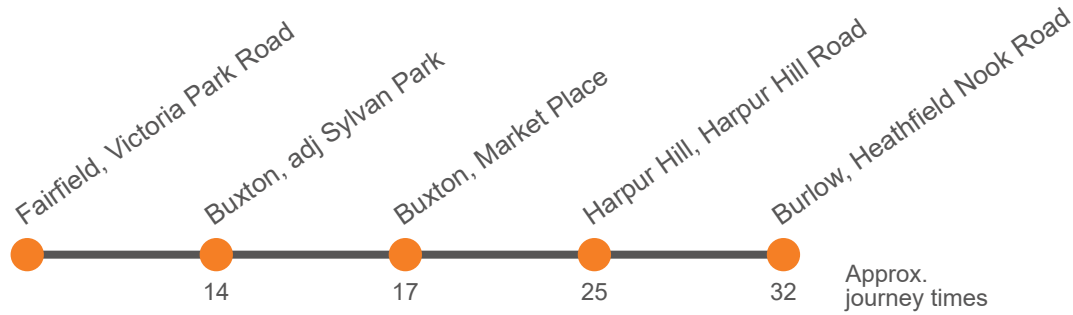 Fairfield, Victoria Park Road
Buxton, adj Sylvan Park
Buxton, Market Place
Harpur Hill, Harpur Hill Road
Burlow, Heathfield Nook Road
14
17
25
32
Approx.
journey times